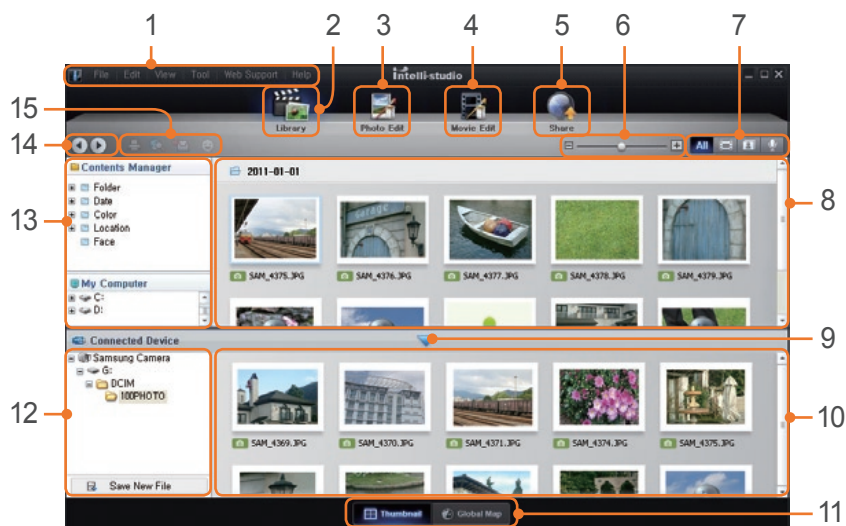 1 2 3 4 5 6 7
File Edit View Tool Web Support Help
Intelli-studio
Library Photo Edit Movie Edit Share
15
14
All
Contents Manager
2011-01-01
Folder
Date
Color
Location
Face
13
8
Garage
SAM_4375.JPG SAM_4376.JPG SAM_4377.JPG SAM_4378.JPG SAM_4379.JPG
My Computer
C:
D:
Connected Device
9
Samsung Camera
G:
DCIM
100PHOTO
12
10
SAM_4369.JPG SAM_4370.JPG SAM_4371.JPG SAM_4374.JPG SAM_4375.JPG
Save New File
Thumbnail Global Map
11